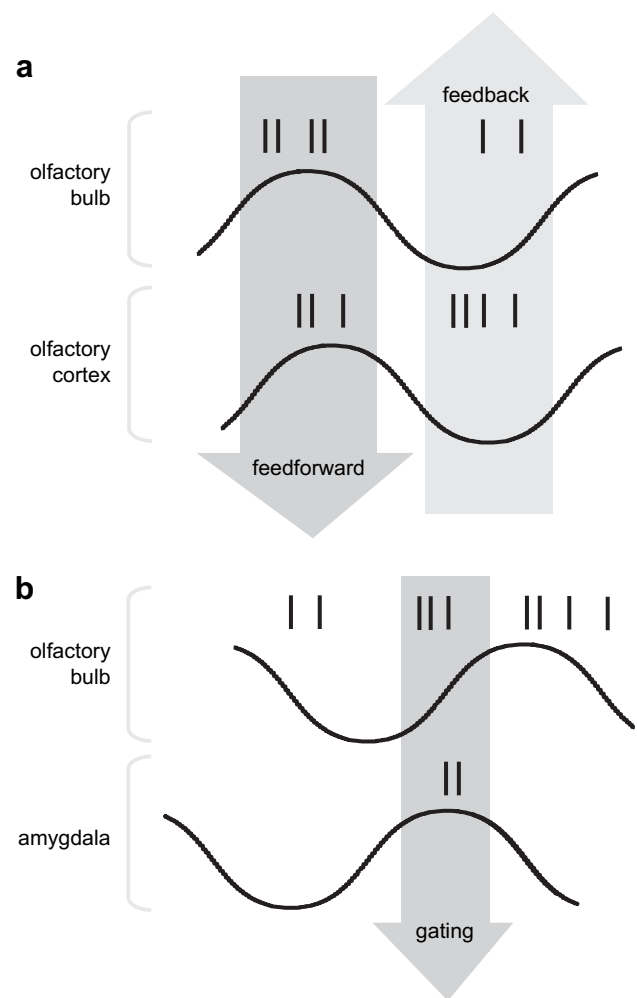 a
feedback
olfactory
bulb
olfactory
cortex
feedforward
b
olfactory
bulb
amygdala
gating